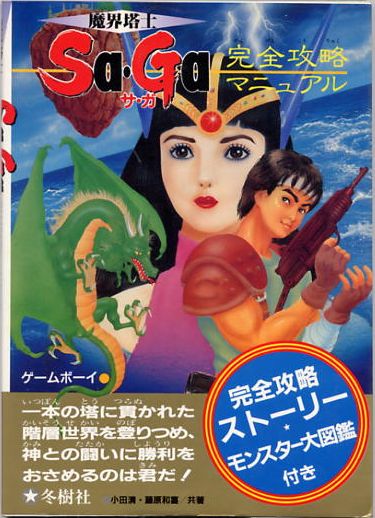 魔界塔士
Sa・Ga
サ・ガ
完全攻略
マニュアル
ゲームボーイ
一本の塔に貫かれた
階層世界を登りつめ、
神との闘いに勝利を
おさめるのは君だ!
★冬樹社
小田満・藤原和憲/共著
完全攻略
ストーリー
★
モンスター大図鑑
付き